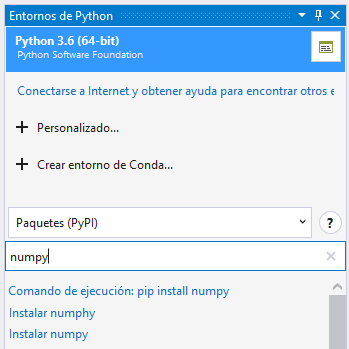 Entornos de Python
Python 3.6 (64-bit)
Python Software Foundation
Conectarse a Internet y obtener ayuda para encontrar otros e
+ Personalizado...
+ Crear entorno de Conda...
Paquetes (PyPI)
?
numpy
Comando de ejecución: pip install numpy
Instalar numphy
Instalar numpy